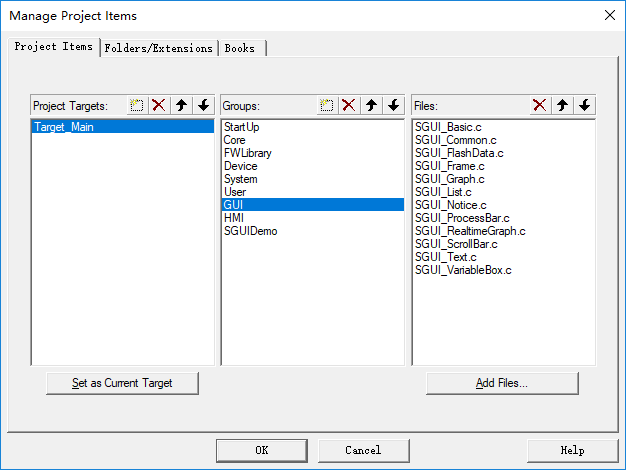 Manage Project Items
Project Items
Folders/Extensions
Books
Project Targets:
Target_Main
Set as Current Target
Groups:
StartUp
Core
FWLibrary
Device
System
User
GUI
HMI
SGUIDemo
Files:
SGUI_Basic.c
SGUI_Common.c
SGUI_FlashData.c
SGUI_Frame.c
SGUI_Graph.c
SGUI_List.c
SGUI_Notice.c
SGUI_ProcessBar.c
SGUI_RealtimeGraph.c
SGUI_ScrollBar.c
SGUI_Text.c
SGUI_VariableBox.c
Add Files...
OK
Cancel
Help